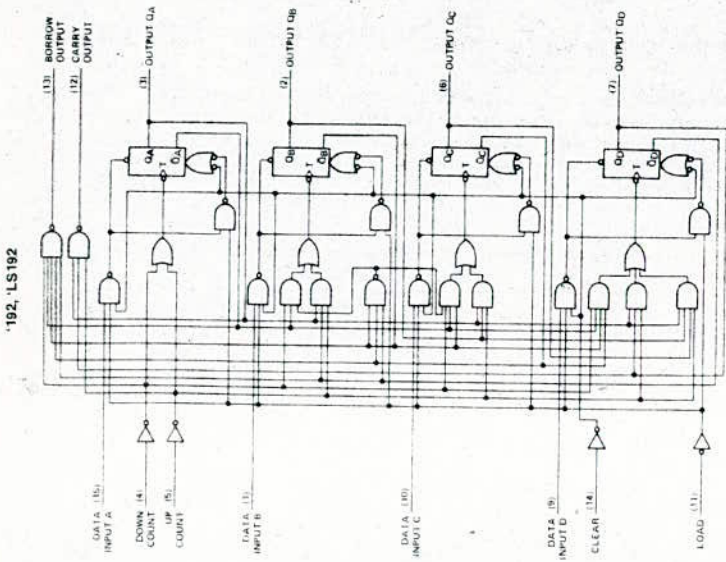 '192, 'LS192
(13) BORROW
OUTPUT
(12) CARRY
OUTPUT
(3) OUTPUT QA
QA
T
QA
(2) OUTPUT QB
QB
T
QB
(6) OUTPUT QC
QC
T
QC
(7) OUTPUT QD
QD
T
QD
DATA (15)
INPUT A
DOWN (4)
COUNT
UP (5)
COUNT
DATA (1)
INPUT B
DATA (10)
INPUT C
DATA (9)
INPUT D
CLEAR (14)
LOAD (11)